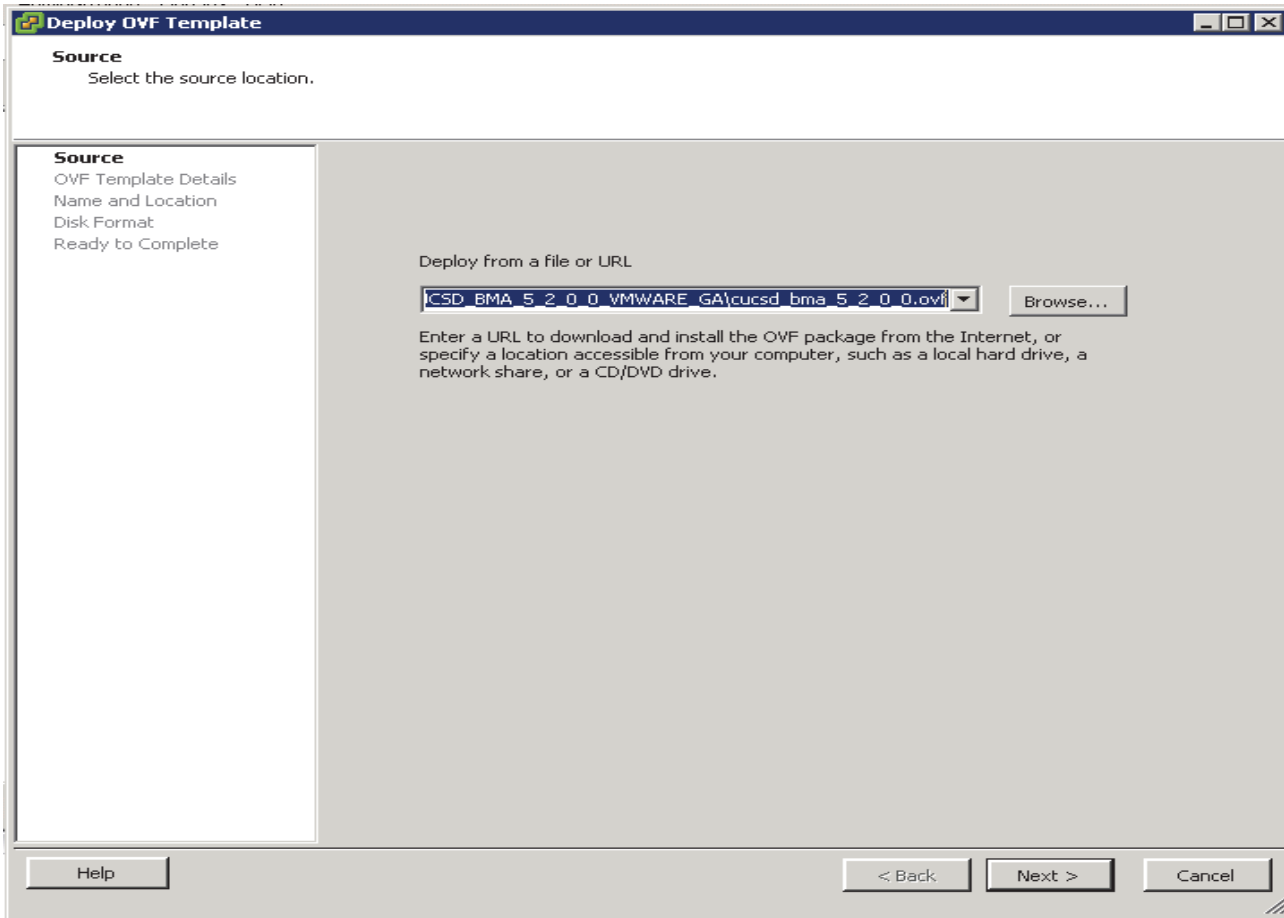 Deploy OVF Template
Source
Select the source location.
Source
OVF Template Details
Name and Location
Disk Format
Ready to Complete
Deploy from a file or URL
CSD_BMA_5_2_0_0_VMWARE_GA\cucsd_bma_5_2_0_0.ovf
Browse...
Enter a URL to download and install the OVF package from the Internet, or
specify a location accessible from your computer, such as a local hard drive, a
network share, or a CD/DVD drive.
Help
< Back
Next >
Cancel